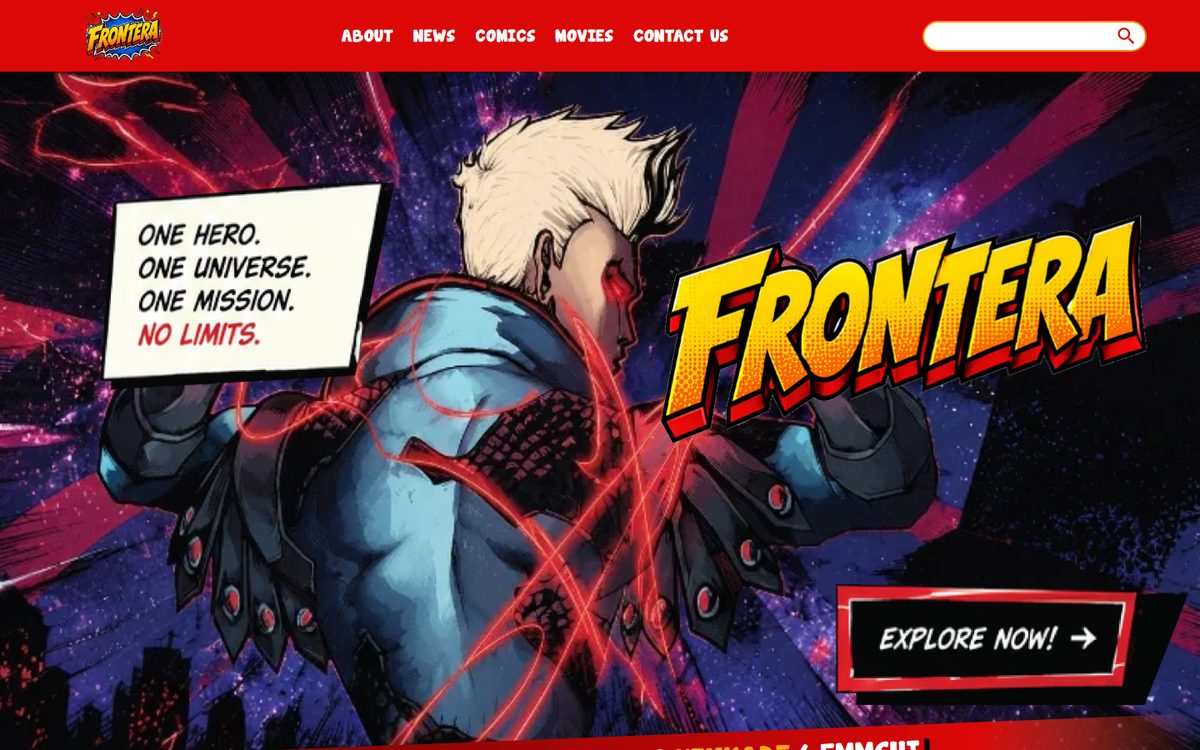 FRONTERA
ABOUT NEWS COMICS MOVIES CONTACT US
ONE HERO.
ONE UNIVERSE.
ONE MISSION.
NO LIMITS.
FRONTERA
EXPLORE NOW! →